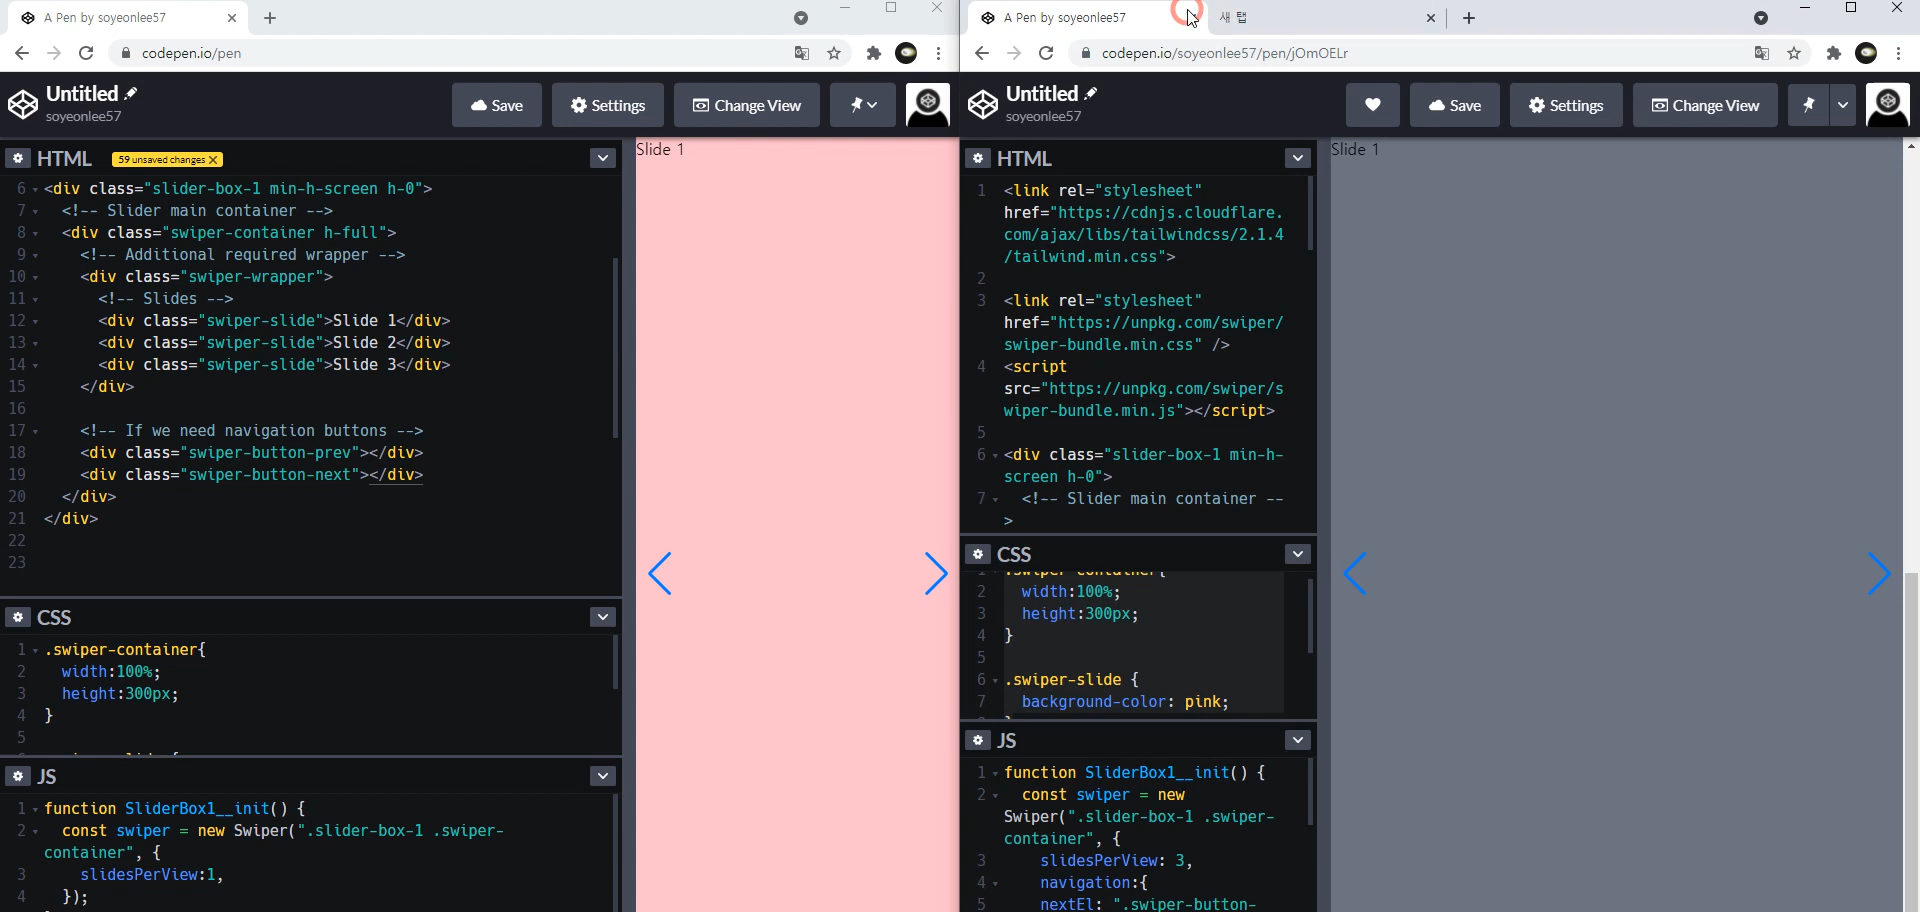 A Pen by soyeonlee57
codepen.io/pen
Untitled
soyeonlee57
Save
Settings
Change View
HTML
59 unsaved changes
6 <div class="slider-box-1 min-h-screen h-0">
7 <!-- Slider main container -->
8 <div class="swiper-container h-full">
9 <!-- Additional required wrapper -->
10 <div class="swiper-wrapper">
11 <!-- Slides -->
12 <div class="swiper-slide">Slide 1</div>
13 <div class="swiper-slide">Slide 2</div>
14 <div class="swiper-slide">Slide 3</div>
15 </div>
16
17 <!-- If we need navigation buttons -->
18 <div class="swiper-button-prev"></div>
19 <div class="swiper-button-next"></div>
20 </div>
21 </div>
22
23
CSS
1 .swiper-container{
2 width:100%;
3 height:300px;
4 }
5
JS
1 function SliderBox1__init() {
2 const swiper = new Swiper(".slider-box-1 .swiper-
container", {
3 slidesPerView:1,
4 });
Slide 1
A Pen by soyeonlee57
새 탭
codepen.io/soyeonlee57/pen/jOmOELr
Untitled
soyeonlee57
Save
Settings
Change View
HTML
1 <link rel="stylesheet"
href="https://cdnjs.cloudflare.
com/ajax/libs/tailwindcss/2.1.4
/tailwind.min.css">
2
3 <link rel="stylesheet"
href="https://unpkg.com/swiper/
swiper-bundle.min.css" />
4 <script
src="https://unpkg.com/swiper/s
wiper-bundle.min.js"></script>
5
6 <div class="slider-box-1 min-h-
screen h-0">
7 <!-- Slider main container --
>
CSS
1 .swiper-container{
2 width:100%;
3 height:300px;
4 }
5
6 .swiper-slide {
7 background-color: pink;
JS
1 function SliderBox1__init() {
2 const swiper = new
Swiper(".slider-box-1 .swiper-
container", {
3 slidesPerView: 3,
4 navigation:{
5 nextEl: ".swiper-button-
Slide 1